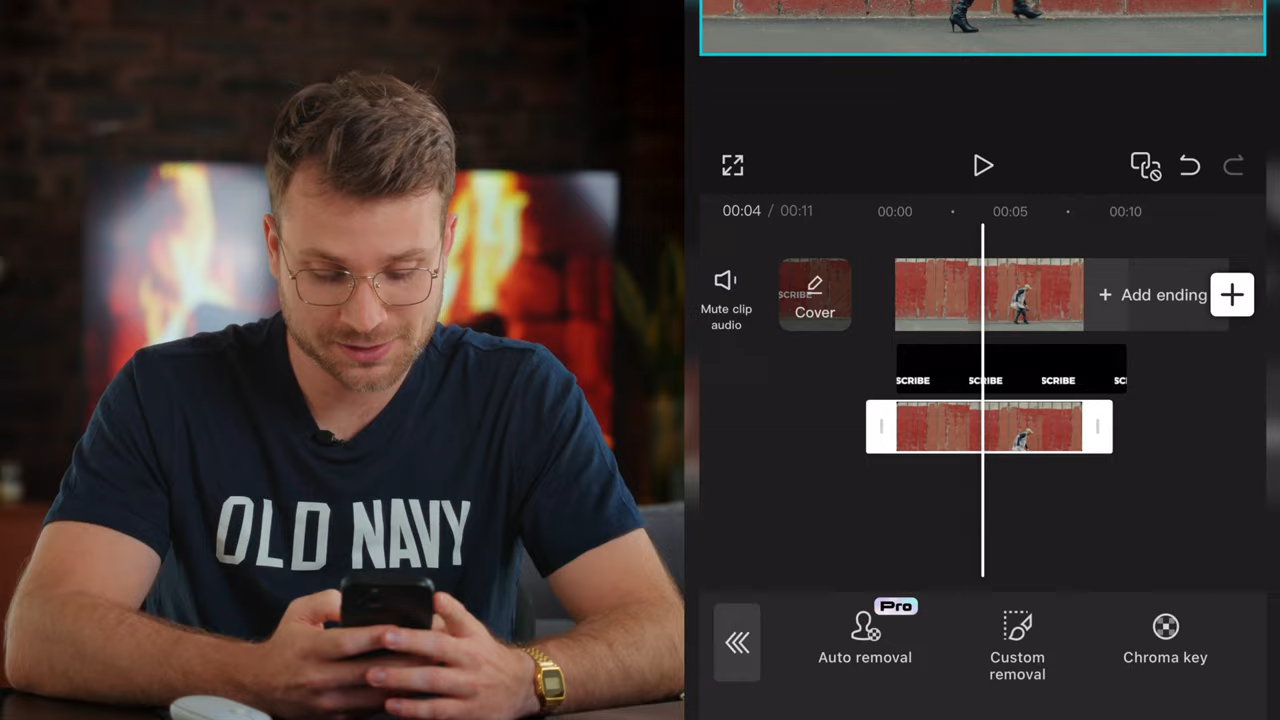 OLD NAVY
00:04 / 00:11
00:00
00:05
00:10
Mute clip
audio
SCRIBE
Cover
+ Add ending
SCRIBE
SCRIBE
SCRIBE
SC
Pro
Auto removal
Custom
removal
Chroma key